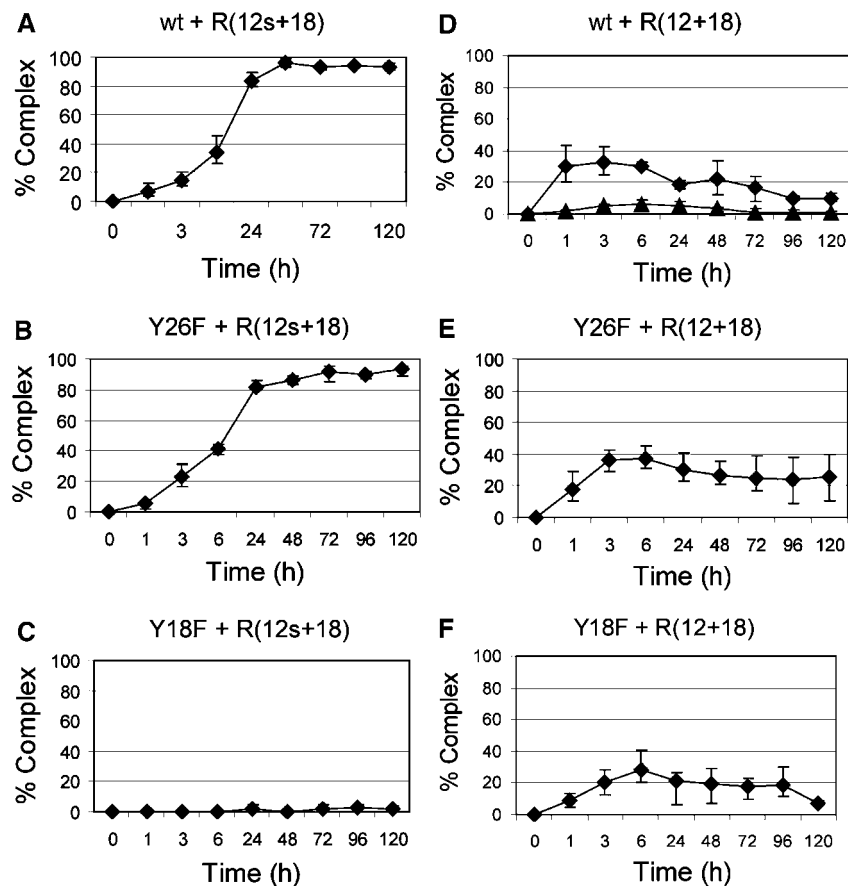 A
wt + R(12s+18)
% Complex
100
80
60
40
20
0
0 3 24 72 120
Time (h)
D
wt + R(12+18)
% Complex
100
80
60
40
20
0
0 1 3 6 24 48 72 96 120
Time (h)
B
Y26F + R(12s+18)
% Complex
100
80
60
40
20
0
0 1 3 6 24 48 72 96 120
Time (h)
E
Y26F + R(12+18)
% Complex
100
80
60
40
20
0
0 1 3 6 24 48 72 96 120
Time (h)
C
Y18F + R(12s+18)
% Complex
100
80
60
40
20
0
0 1 3 6 24 48 72 96 120
Time (h)
F
Y18F + R(12+18)
% Complex
100
80
60
40
20
0
0 1 3 6 24 48 72 96 120
Time (h)